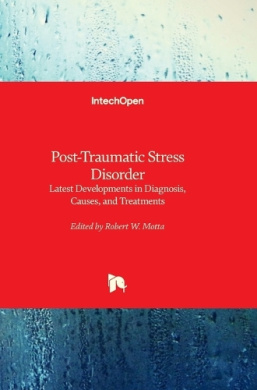 IntechOpen
Post-Traumatic Stress
Disorder
Latest Developments in Diagnosis,
Causes, and Treatments
Edited by Robert W. Motta